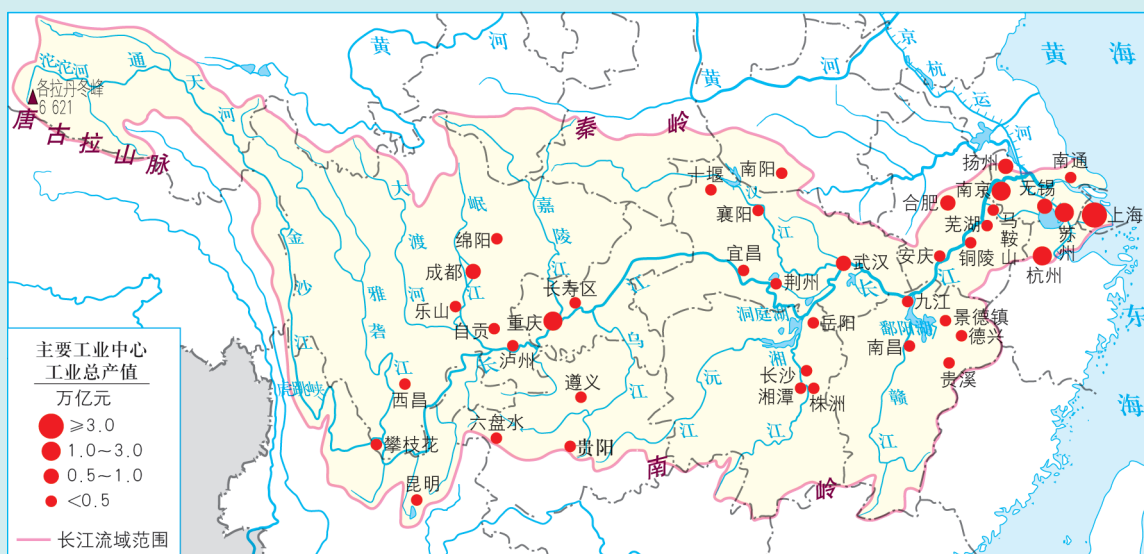 黄河
黄河
京杭运河
黄海
沱沱河
通天河
各拉丹冬峰
6 621
唐古拉山脉
秦岭
十堰
南阳
汉江
襄阳
扬州
南通
南京
无锡
合肥
上海
苏州
马鞍山
芜湖
铜陵
安庆
杭州
大渡河
岷江
嘉陵江
金沙江
雅砻江
绵阳
成都
乐山
自贡
重庆
长寿区
泸州
宜昌
荆州
武汉
长江
江
长
九江
洞庭湖
岳阳
鄱阳湖
景德镇
德兴
南昌
贵溪
东海
虎跳峡
西昌
遵义
乌江
沅江
湘江
长沙
湘潭
株洲
赣江
六盘水
攀枝花
贵阳
昆明
南岭
主要工业中心
工业总产值
万亿元
≥3.0
1.0~3.0
0.5~1.0
<0.5
长江流域范围